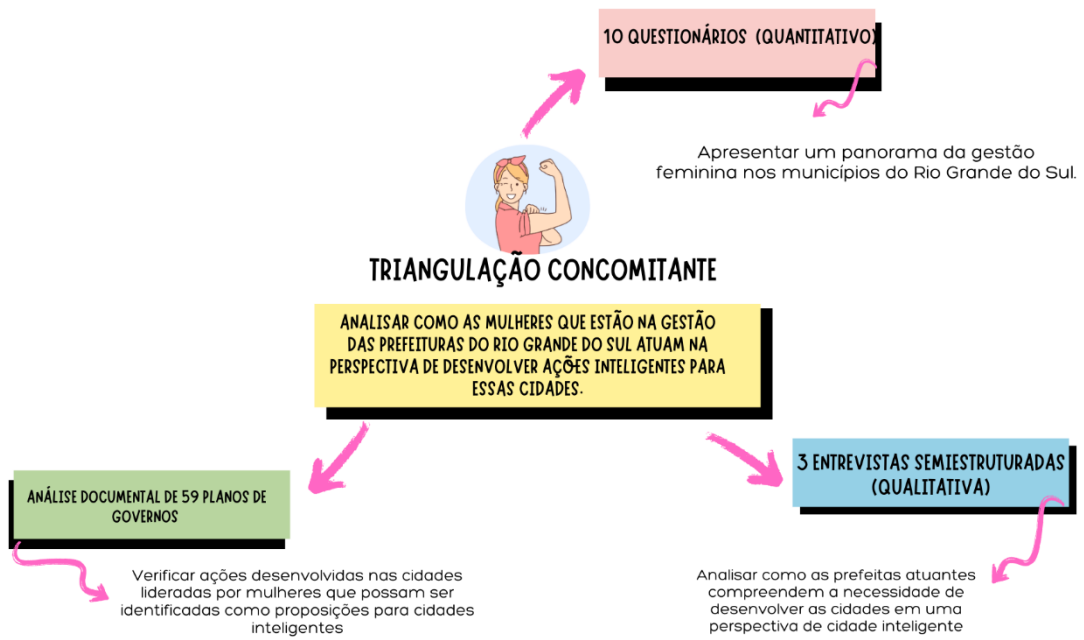 10 QUESTIONÁRIOS (QUANTITATIVO)
Apresentar um panorama da gestão
feminina nos municípios do Rio Grande do Sul.
TRIANGULAÇÃO CONCOMITANTE
ANALISAR COMO AS MULHERES QUE ESTÃO NA GESTÃO
DAS PREFEITURAS DO RIO GRANDE DO SUL ATUAM NA
PERSPECTIVA DE DESENVOLVER AÇÕES INTELIGENTES PARA
ESSAS CIDADES.
ANÁLISE DOCUMENTAL DE 59 PLANOS DE
GOVERNOS
Verificar ações desenvolvidas nas cidades
lideradas por mulheres que possam ser
identificadas como proposições para cidades
inteligentes
3 ENTREVISTAS SEMIESTRUTURADAS
(QUALITATIVA)
Analisar como as prefeitas atuantes
compreendem a necessidade de
desenvolver as cidades em uma
perspectiva de cidade inteligente